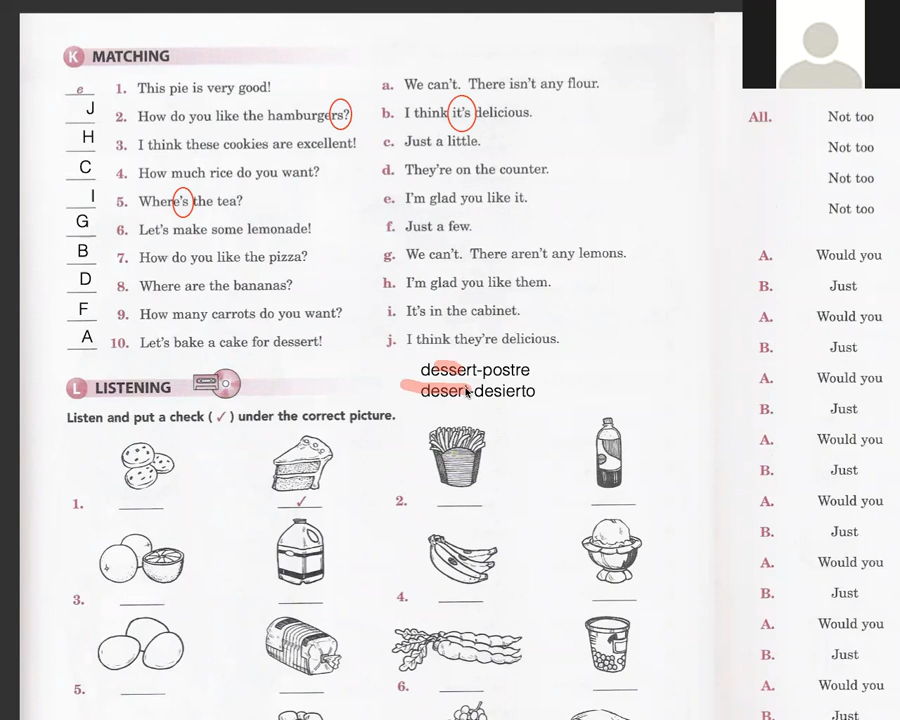 K MATCHING
e 1. This pie is very good!
J 2. How do you like the hamburgers?
H 3. I think these cookies are excellent!
C 4. How much rice do you want?
I 5. Where's the tea?
G 6. Let's make some lemonade!
B 7. How do you like the pizza?
D 8. Where are the bananas?
F 9. How many carrots do you want?
A 10. Let's bake a cake for dessert!
a. We can't. There isn't any flour.
b. I think it's delicious.
c. Just a little.
d. They're on the counter.
e. I'm glad you like it.
f. Just a few.
g. We can't. There aren't any lemons.
h. I'm glad you like them.
i. It's in the cabinet.
j. I think they're delicious.
dessert-postre
desert-desierto
L LISTENING
Listen and put a check ( ✓ ) under the correct picture.
1. ✓
2.
3.
4.
5.
6.
All. Not too
Not too
Not too
Not too
A. Would you
B. Just
A. Would you
B. Just
A. Would you
B. Just
A. Would you
B. Just
A. Would you
B. Just
A. Would you
B. Just
A. Would you
B. Just
A. Would you
B. Just